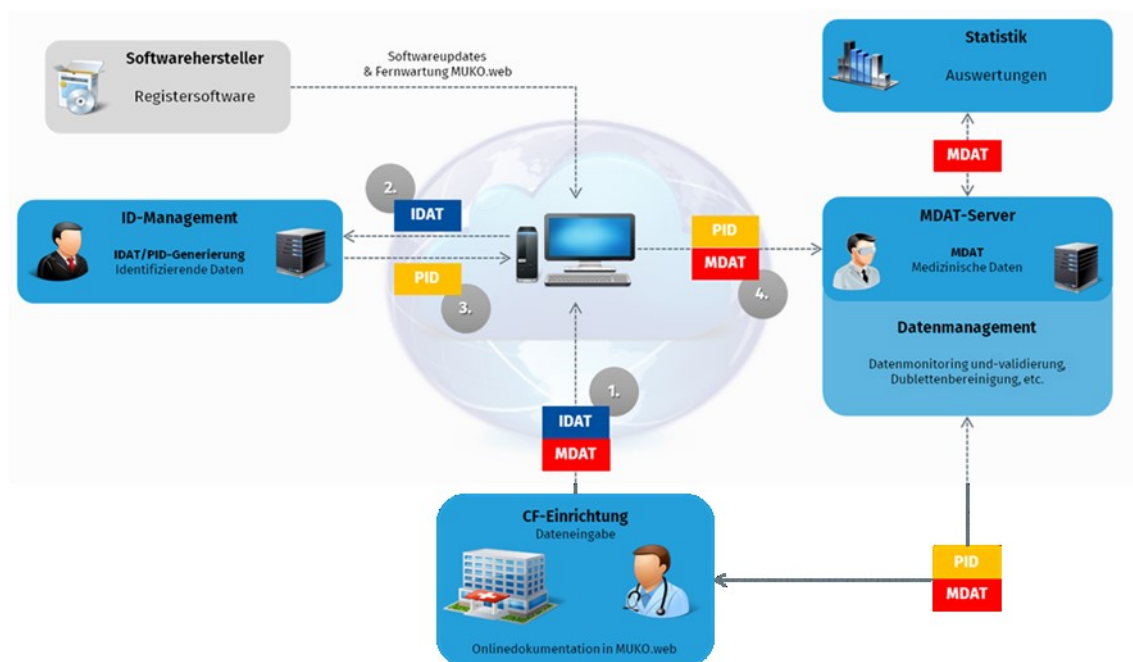 Softwarehersteller
Registersoftware
Softwareupdates
& Fernwartung MUKO.web
Statistik
Auswertungen
MDAT
2.
IDAT
ID-Management
IDAT/PID-Generierung
Identifizierende Daten
PID
3.
PID
MDAT
4.
MDAT-Server
MDAT
Medizinische Daten
Datenmanagement
Datenmonitoring und-validierung,
Dublettenbereinigung, etc.
1.
IDAT
MDAT
CF-Einrichtung
Dateneingabe
Onlinedokumentation in MUKO.web
PID
MDAT